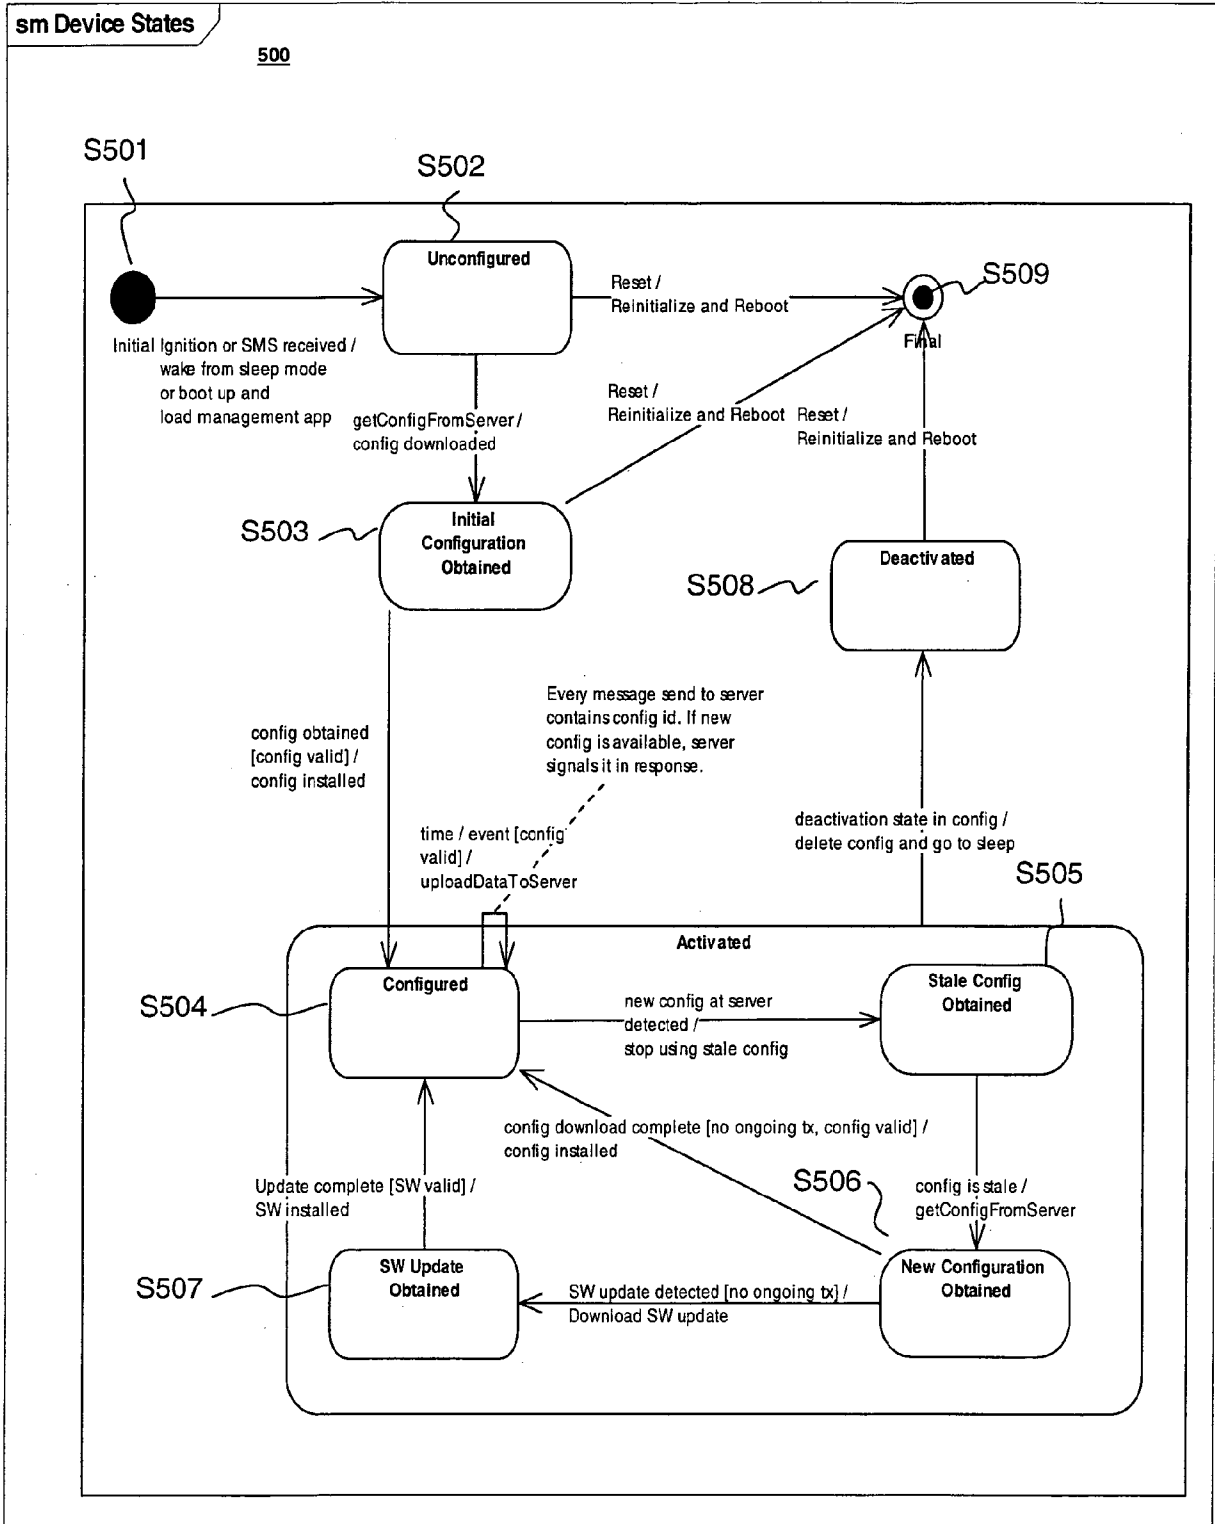 sm Device States
500
S501
S502
Unconfigured
Reset /
Reinitialize and Reboot
S509
Final
Initial Ignition or SMS received /
wake from sleep mode
or boot up and
load management app
getConfigFromServer /
config downloaded
Reset /
Reinitialize and Reboot
Reset /
Reinitialize and Reboot
S503
Initial
Configuration
Obtained
Deactivated
S508
Every message send to server
contains config id. If new
config is available, server
signals it in response.
config obtained
[config valid] /
config installed
time / event [config
valid] /
uploadDataToServer
deactivation state in config /
delete config and go to sleep
S505
Activated
S504
Configured
new config at server
detected /
stop using stale config
Stale Config
Obtained
config download complete [no ongoing tx, config valid] /
config installed
Update complete [SW valid] /
SW installed
S506
config is stale /
getConfigFromServer
S507
SW Update
Obtained
SW update detected [no ongoing tx] /
Download SW update
New Configuration
Obtained